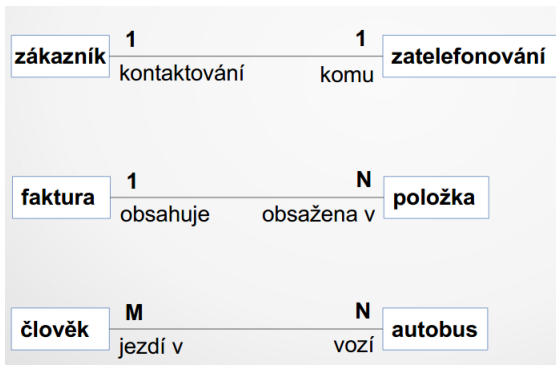 zákazník 1 1 zatelefonování
kontaktování komu
faktura 1 N položka
obsahuje obsažena v
člověk M N autobus
jezdí v vozí